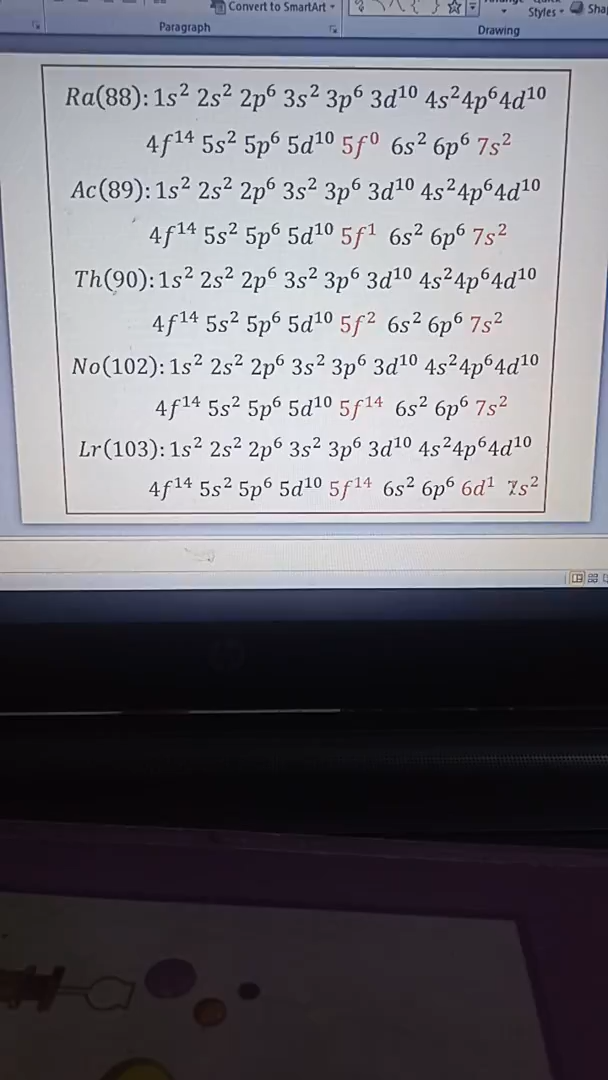 Convert to SmartArt
Paragraph
Styles
Drawing
Ra(88): 1s² 2s² 2p⁶ 3s² 3p⁶ 3d¹⁰ 4s² 4p⁶ 4d¹⁰
4f¹⁴ 5s² 5p⁶ 5d¹⁰ 5f⁰ 6s² 6p⁶ 7s²
Ac(89): 1s² 2s² 2p⁶ 3s² 3p⁶ 3d¹⁰ 4s² 4p⁶ 4d¹⁰
4f¹⁴ 5s² 5p⁶ 5d¹⁰ 5f¹ 6s² 6p⁶ 7s²
Th(90): 1s² 2s² 2p⁶ 3s² 3p⁶ 3d¹⁰ 4s² 4p⁶ 4d¹⁰
4f¹⁴ 5s² 5p⁶ 5d¹⁰ 5f² 6s² 6p⁶ 7s²
No(102): 1s² 2s² 2p⁶ 3s² 3p⁶ 3d¹⁰ 4s² 4p⁶ 4d¹⁰
4f¹⁴ 5s² 5p⁶ 5d¹⁰ 5f¹⁴ 6s² 6p⁶ 7s²
Lr(103): 1s² 2s² 2p⁶ 3s² 3p⁶ 3d¹⁰ 4s² 4p⁶ 4d¹⁰
4f¹⁴ 5s² 5p⁶ 5d¹⁰ 5f¹⁴ 6s² 6p⁶ 6d¹ 7s²